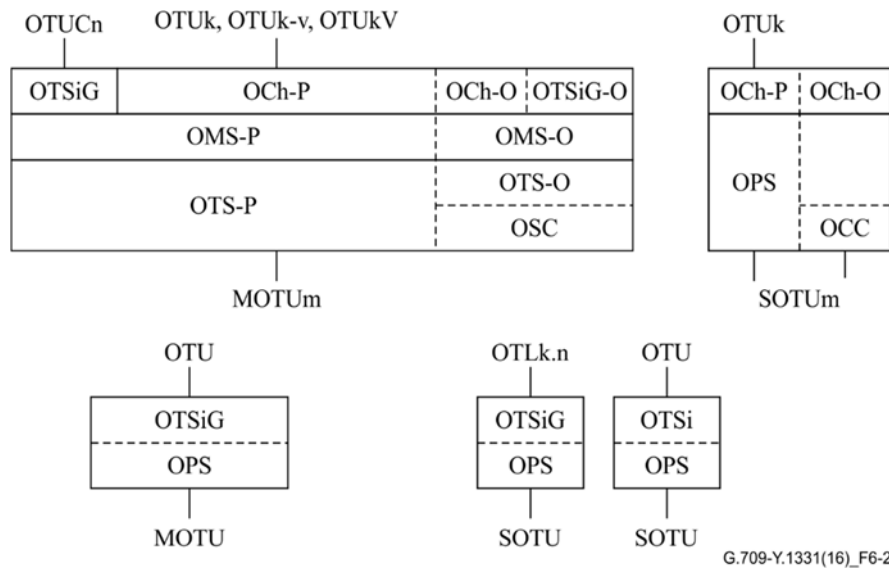 OTUCn OTUk, OTUk-v, OTUkV OTUk
OTSiG OCh-P OCh-O OTSiG-O OCh-P OCh-O
OMS-P OMS-O
OTS-P OTS-O OPS
OSC OCC
MOTUm SOTUm
OTU OTLk.n OTU
OTSiG OTSiG OTSi
OPS OPS OPS
MOTU SOTU SOTU
G.709-Y.1331(16)_F6-2